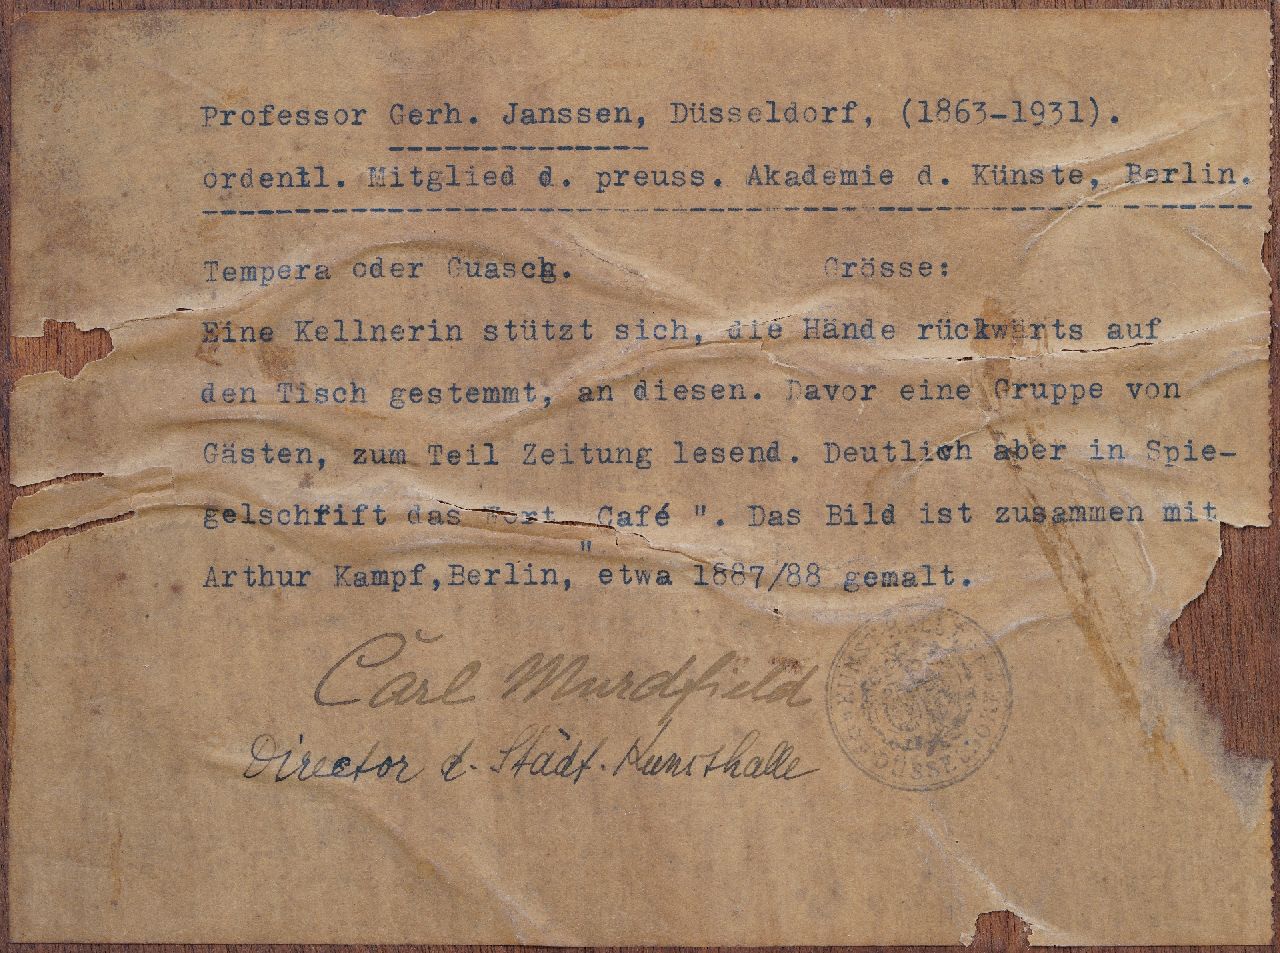 Professor Gerh. Janssen, Düsseldorf, (1863-1931).
ordentl. Mitglied d. preuss. Akademie d. Künste, Berlin.
Tempera oder Guasch. Grösse:
Eine Kellnerin stützt sich, die Hände rückwärts auf
den Tisch gestemmt, an diesen. Davor eine Gruppe von
Gästen, zum Teil Zeitung lesend. Deutlich aber in Spie-
gelschrift das Wort "Café ". Das Bild ist zusammen mit
Arthur Kampf,Berlin, etwa 1887/88 gemalt.
Carl Murdfield
Director d. Städt. Kunsthalle